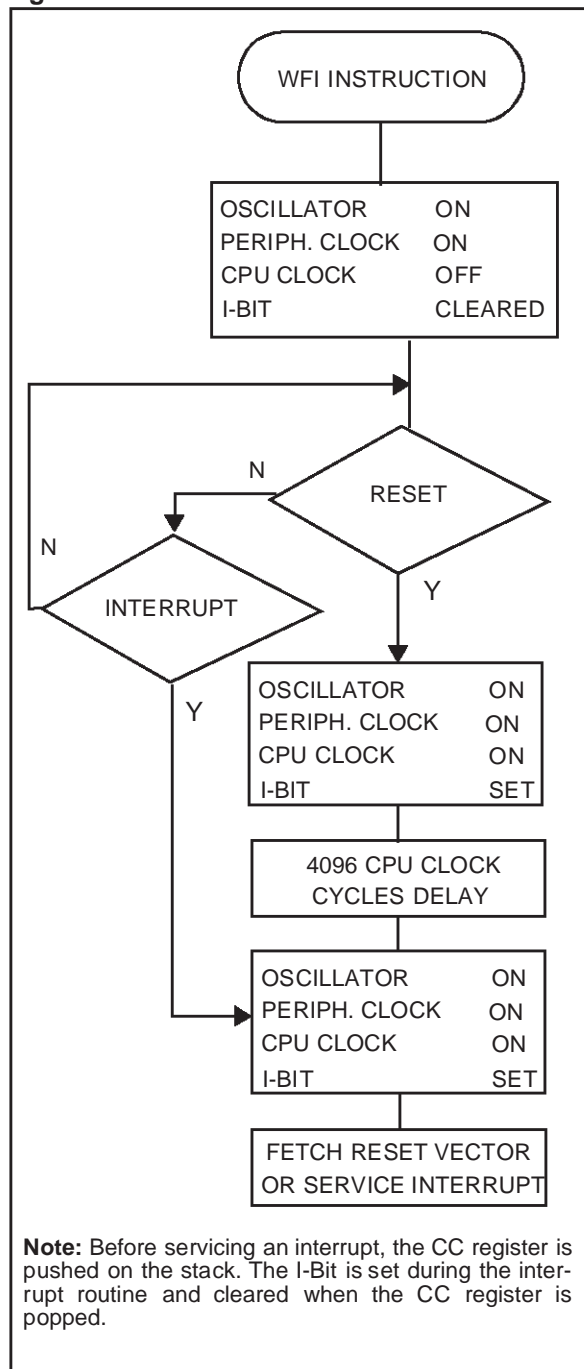 WFI INSTRUCTION
OSCILLATOR ON
PERIPH. CLOCK ON
CPU CLOCK OFF
I-BIT CLEARED
RESET
N
N
INTERRUPT
Y
Y
OSCILLATOR ON
PERIPH. CLOCK ON
CPU CLOCK ON
I-BIT SET
4096 CPU CLOCK
CYCLES DELAY
OSCILLATOR ON
PERIPH. CLOCK ON
CPU CLOCK ON
I-BIT SET
FETCH RESET VECTOR
OR SERVICE INTERRUPT
Note: Before servicing an interrupt, the CC register is
pushed on the stack. The I-Bit is set during the inter-
rupt routine and cleared when the CC register is
popped.